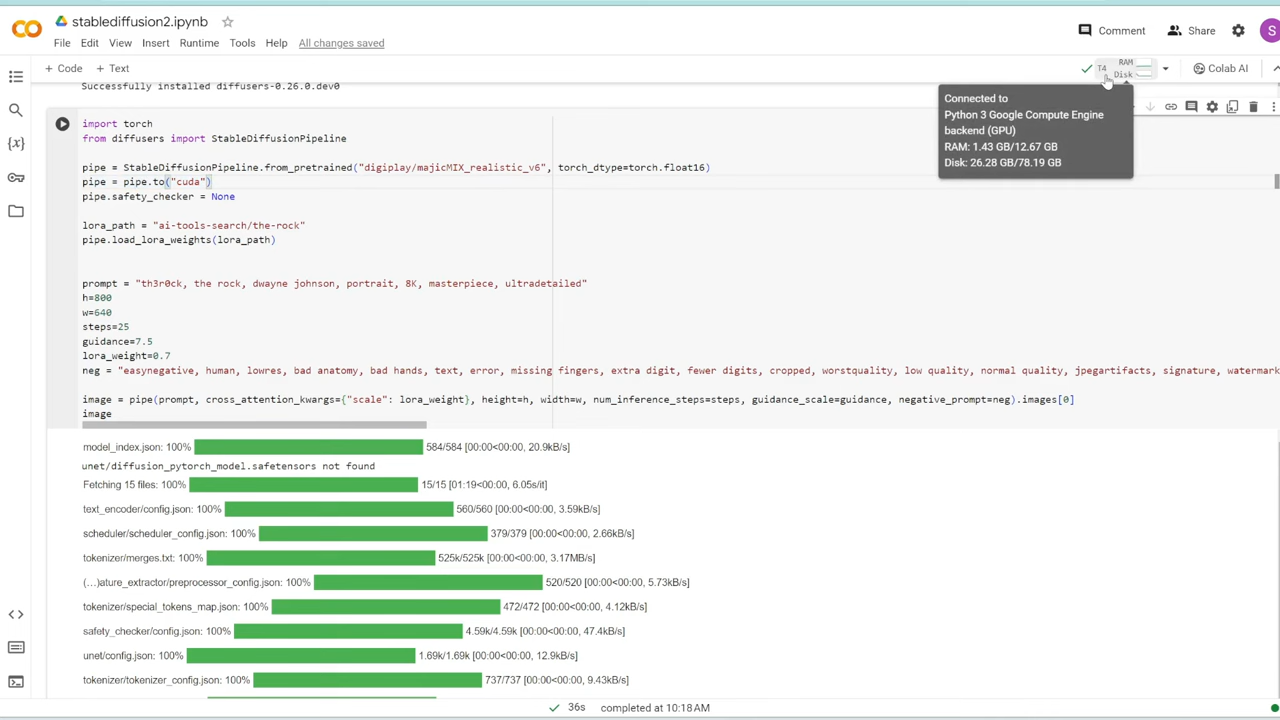 stablediffusion2.ipynb
File Edit View Insert Runtime Tools Help All changes saved
Comment Share S
+ Code + Text
T4 RAM Disk
Colab AI
Successfully installed diffusers-0.26.0.dev0
Connected to
Python 3 Google Compute Engine
backend (GPU)
RAM: 1.43 GB/12.67 GB
Disk: 26.28 GB/78.19 GB
import torch
from diffusers import StableDiffusionPipeline
pipe = StableDiffusionPipeline.from_pretrained("digiplay/majicMIX_realistic_v6", torch_dtype=torch.float16)
pipe = pipe.to("cuda")
pipe.safety_checker = None
lora_path = "ai-tools-search/the-rock"
pipe.load_lora_weights(lora_path)
prompt = "th3r0ck, the rock, dwayne johnson, portrait, 8K, masterpiece, ultradetailed"
h=800
w=640
steps=25
guidance=7.5
lora_weight=0.7
neg = "easynegative, human, lowres, bad anatomy, bad hands, text, error, missing fingers, extra digit, fewer digits, cropped, worstquality, low quality, normal quality, jpegartifacts, signature, watermark
image = pipe(prompt, cross_attention_kwargs={"scale": lora_weight}, height=h, width=w, num_inference_steps=steps, guidance_scale=guidance, negative_prompt=neg).images[0]
image
model_index.json: 100% 584/584 [00:00<00:00, 20.9kB/s]
unet/diffusion_pytorch_model.safetensors not found
Fetching 15 files: 100% 15/15 [01:19<00:00, 6.05s/it]
text_encoder/config.json: 100% 560/560 [00:00<00:00, 3.59kB/s]
scheduler/scheduler_config.json: 100% 379/379 [00:00<00:00, 2.66kB/s]
tokenizer/merges.txt: 100% 525k/525k [00:00<00:00, 3.17MB/s]
(…)ature_extractor/preprocessor_config.json: 100% 520/520 [00:00<00:00, 5.73kB/s]
tokenizer/special_tokens_map.json: 100% 472/472 [00:00<00:00, 4.12kB/s]
safety_checker/config.json: 100% 4.59k/4.59k [00:00<00:00, 47.4kB/s]
unet/config.json: 100% 1.69k/1.69k [00:00<00:00, 12.9kB/s]
tokenizer/tokenizer_config.json: 100% 737/737 [00:00<00:00, 9.43kB/s]
36s completed at 10:18 AM